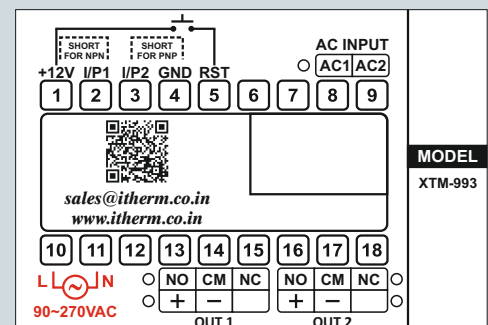 SHORT FOR NPN SHORT FOR PNP AC INPUT
+12V I/P1 I/P2 GND RST AC1 AC2
1 2 3 4 5 6 7 8 9
sales@itherm.co.in
www.itherm.co.in
MODEL
XTM-993
10 11 12 13 14 15 16 17 18
L N NO CM NC NO CM NC
90~270VAC + − + −
OUT 1 OUT 2